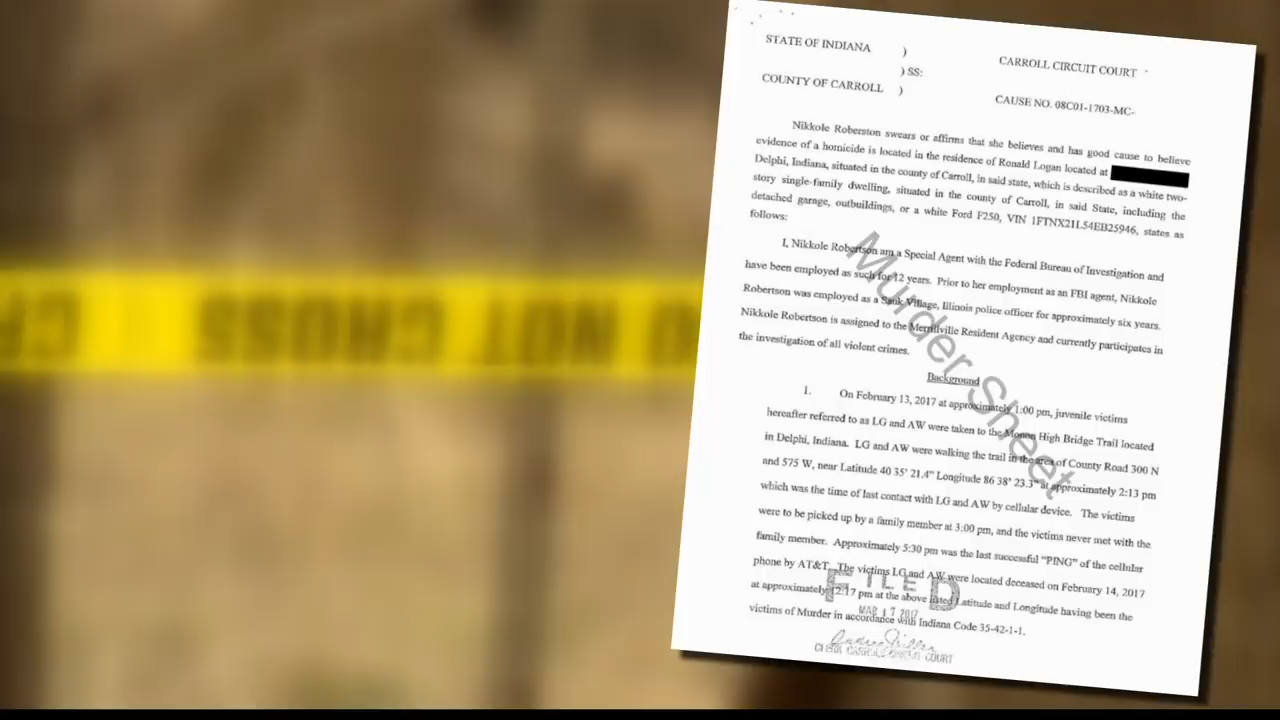 STATE OF INDIANA )
) SS:
COUNTY OF CARROLL )
CARROLL CIRCUIT COURT
CAUSE NO. 08C01-1703-MC-
Nikkole Roberston swears or affirms that she believes and has good cause to believe
evidence of a homicide is located in the residence of Ronald Logan located at
Delphi, Indiana, situated in the county of Carroll, in said state, which is described as a white two-
story single-family dwelling, situated in the county of Carroll, in said State, including the
detached garage, outbuildings, or a white Ford F250, VIN 1FTNX21L54EB25946, states as
follows:
I, Nikkole Robertson am a Special Agent with the Federal Bureau of Investigation and
have been employed as such for 12 years. Prior to her employment as an FBI agent, Nikkole
Robertson was employed as a Sauk Village, Illinois police officer for approximately six years.
Nikkole Robertson is assigned to the Merrillville Resident Agency and currently participates in
the investigation of all violent crimes.
Background
1. On February 13, 2017 at approximately 1:00 pm, juvenile victims
hereafter referred to as LG and AW were taken to the Monon High Bridge Trail located
in Delphi, Indiana. LG and AW were walking the trail in the area of County Road 300 N
and 575 W, near Latitude 40 35' 21.4" Longitude 86 38' 23.3" at approximately 2:13 pm
which was the time of last contact with LG and AW by cellular device. The victims
were to be picked up by a family member at 3:00 pm, and the victims never met with the
family member. Approximately 5:30 pm was the last successful "PING" of the cellular
phone by AT&T. The victims LG and AW were located deceased on February 14, 2017
at approximately 12:17 pm at the above listed Latitude and Longitude having been the
victims of Murder in accordance with Indiana Code 35-42-1-1.
Murder Sheet
FILED
MAR 17 2017
CLERK CARROLL CIRCUIT COURT